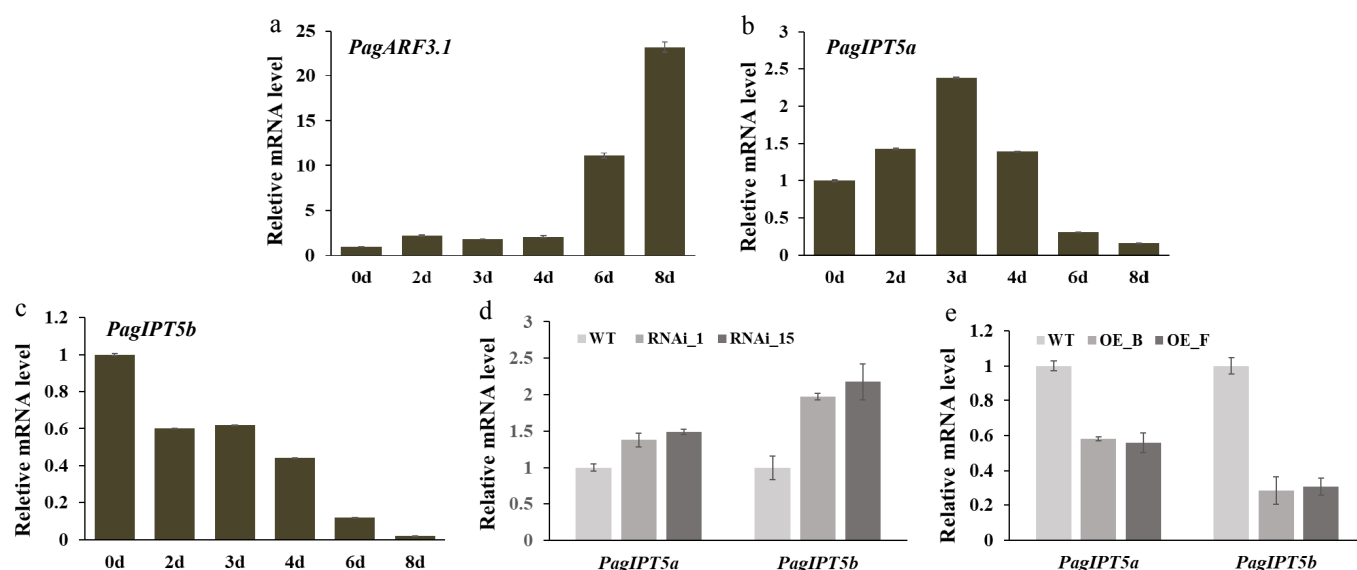 a
PagARF3.1
Reletive mRNA level
25
20
15
10
5
0
0d 2d 3d 4d 6d 8d
b
PagIPT5a
Reletive mRNA level
3
2.5
2
1.5
1
0.5
0
0d 2d 3d 4d 6d 8d
c
PagIPT5b
Reletive mRNA level
1.2
1
0.8
0.6
0.4
0.2
0
0d 2d 3d 4d 6d 8d
d
WT RNAi_1 RNAi_15
Relative mRNA level
3
2.5
2
1.5
1
0.5
0
PagIPT5a PagIPT5b
e
WT OE_B OE_F
Relative mRNA level
1.2
1
0.8
0.6
0.4
0.2
0
PagIPT5a PagIPT5b